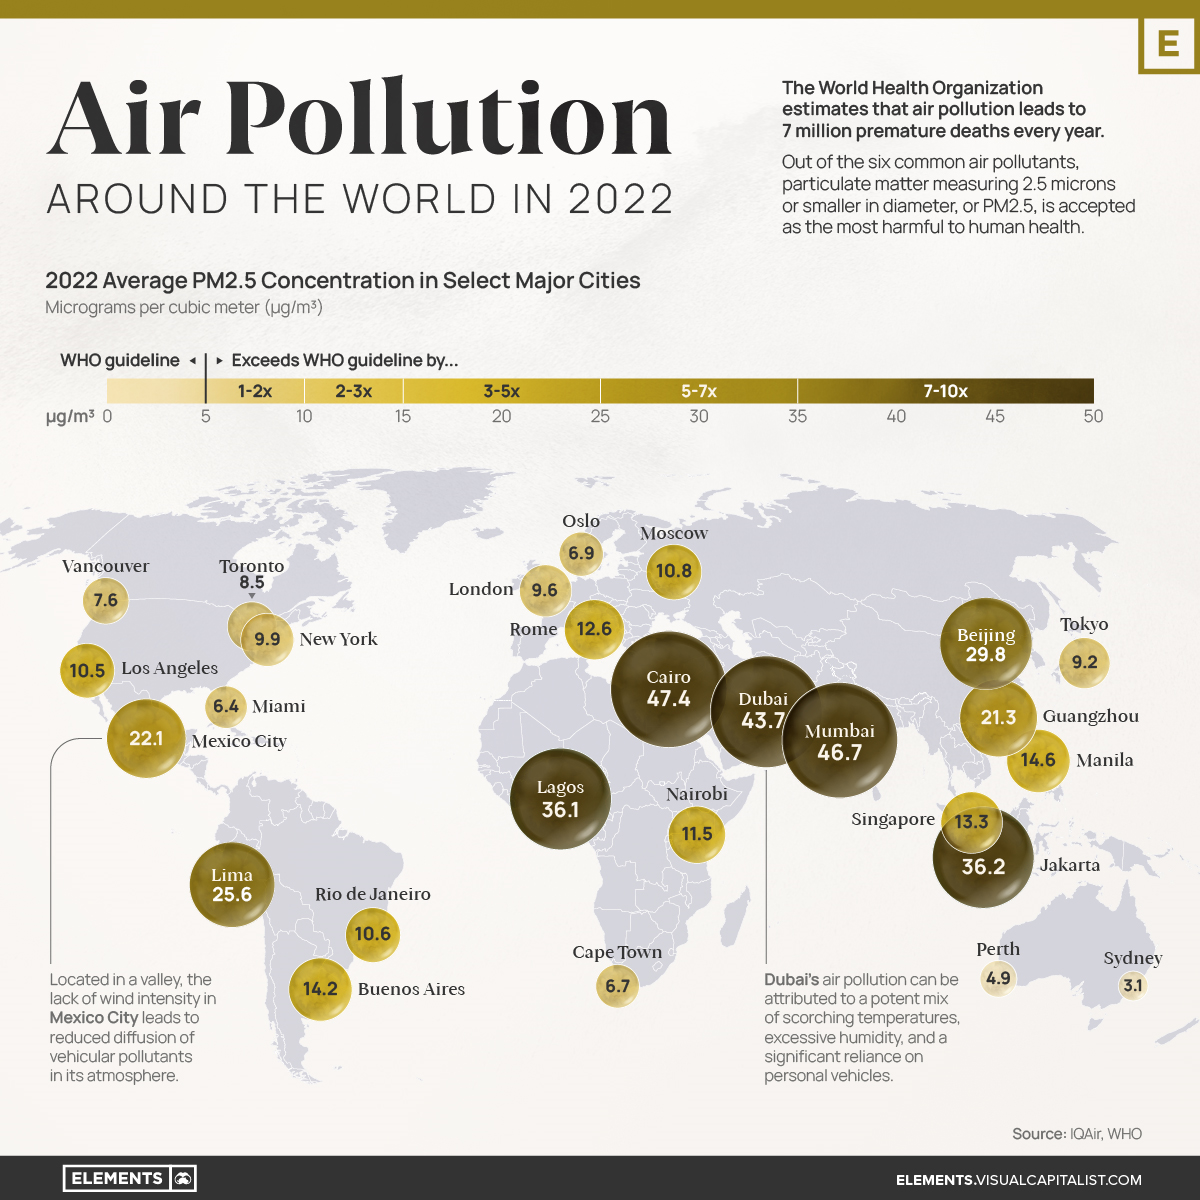 E
Air Pollution
AROUND THE WORLD IN 2022
The World Health Organization
estimates that air pollution leads to
7 million premature deaths every year.
Out of the six common air pollutants,
particulate matter measuring 2.5 microns
or smaller in diameter, or PM2.5, is accepted
as the most harmful to human health.
2022 Average PM2.5 Concentration in Select Major Cities
Micrograms per cubic meter (µg/m³)
WHO guideline ◂ ▸ Exceeds WHO guideline by...
1-2x 2-3x 3-5x 5-7x 7-10x
µg/m³ 0 5 10 15 20 25 30 35 40 45 50
Vancouver
7.6
Toronto
8.5
9.9 New York
10.5 Los Angeles
6.4 Miami
22.1 Mexico City
Lima
25.6
Rio de Janeiro
10.6
14.2 Buenos Aires
Oslo
6.9
Moscow
10.8
London 9.6
Rome 12.6
Cairo
47.4
Dubai
43.7
Mumbai
46.7
Lagos
36.1
Nairobi
11.5
Cape Town
6.7
Beijing
29.8
Tokyo
9.2
21.3 Guangzhou
14.6 Manila
Singapore 13.3
36.2 Jakarta
Perth
4.9
Sydney
3.1
Located in a valley, the
lack of wind intensity in
Mexico City leads to
reduced diffusion of
vehicular pollutants
in its atmosphere.
Dubai's air pollution can be
attributed to a potent mix
of scorching temperatures,
excessive humidity, and a
significant reliance on
personal vehicles.
Source: IQAir, WHO
ELEMENTS
ELEMENTS.VISUALCAPITALIST.COM